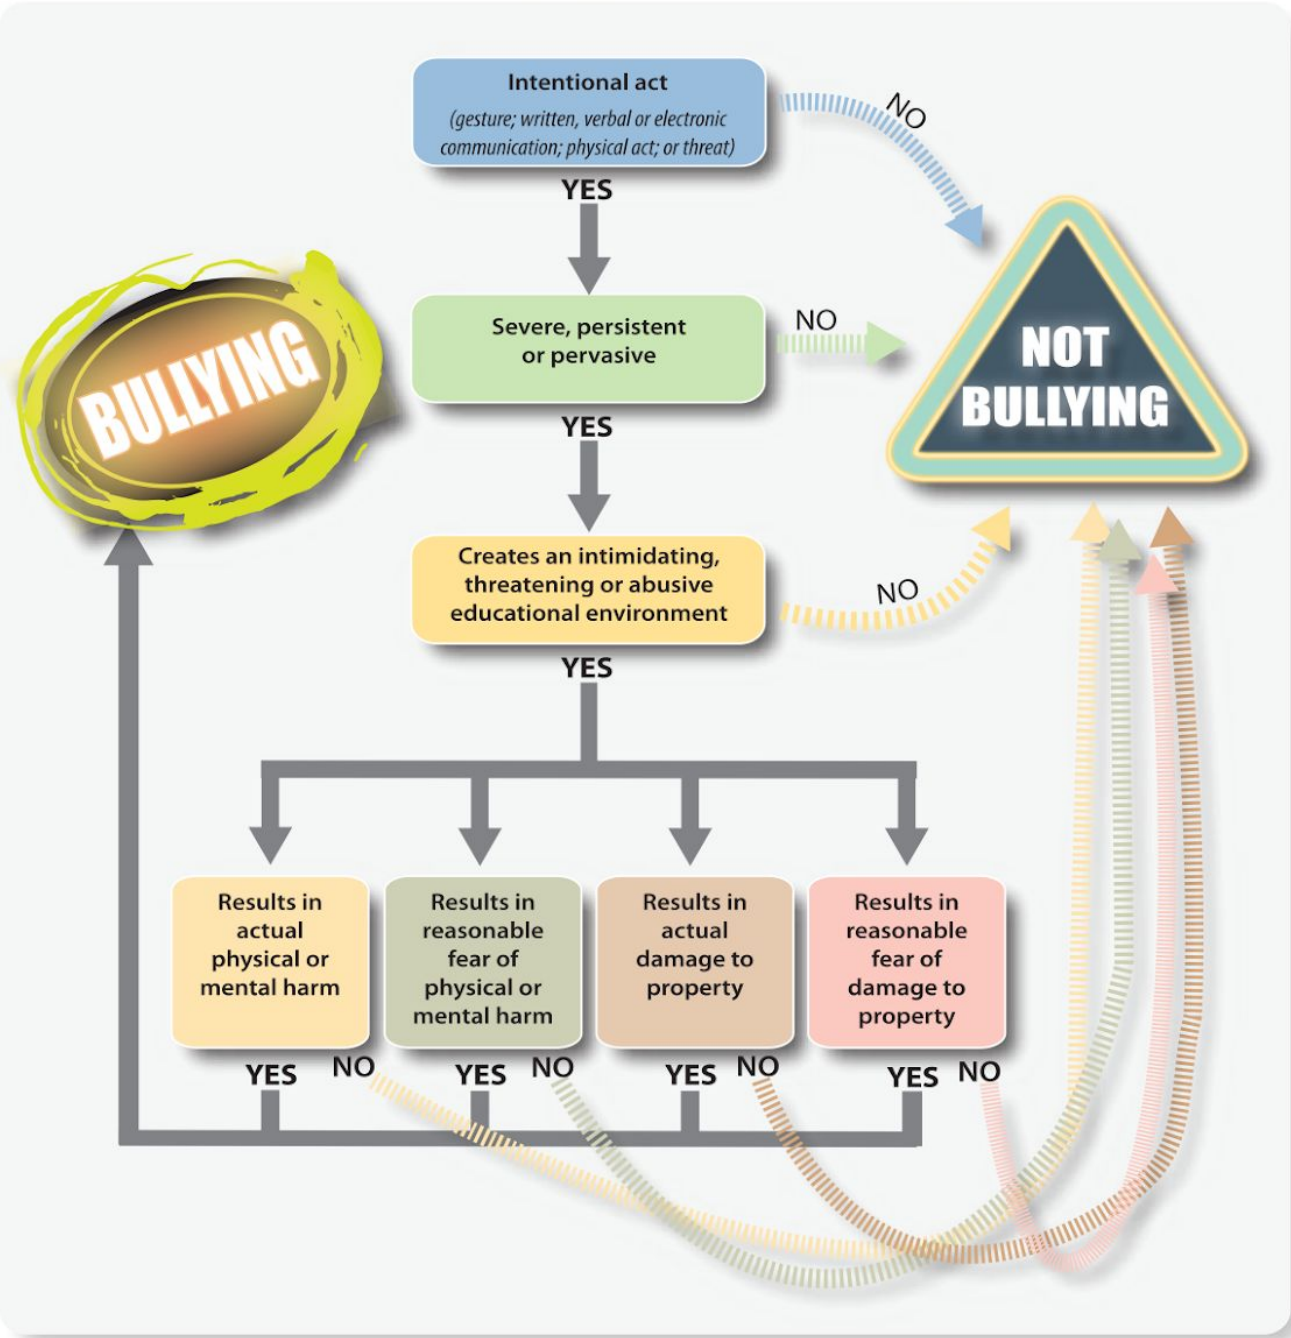 Intentional act
(gesture; written, verbal or electronic
communication; physical act; or threat)
NO
YES
BULLYING
Severe, persistent
or pervasive
NO
NOT
BULLYING
YES
Creates an intimidating,
threatening or abusive
educational environment
NO
YES
Results in
actual
physical or
mental harm
Results in
reasonable
fear of
physical or
mental harm
Results in
actual
damage to
property
Results in
reasonable
fear of
damage to
property
YES NO
YES NO
YES NO
YES NO